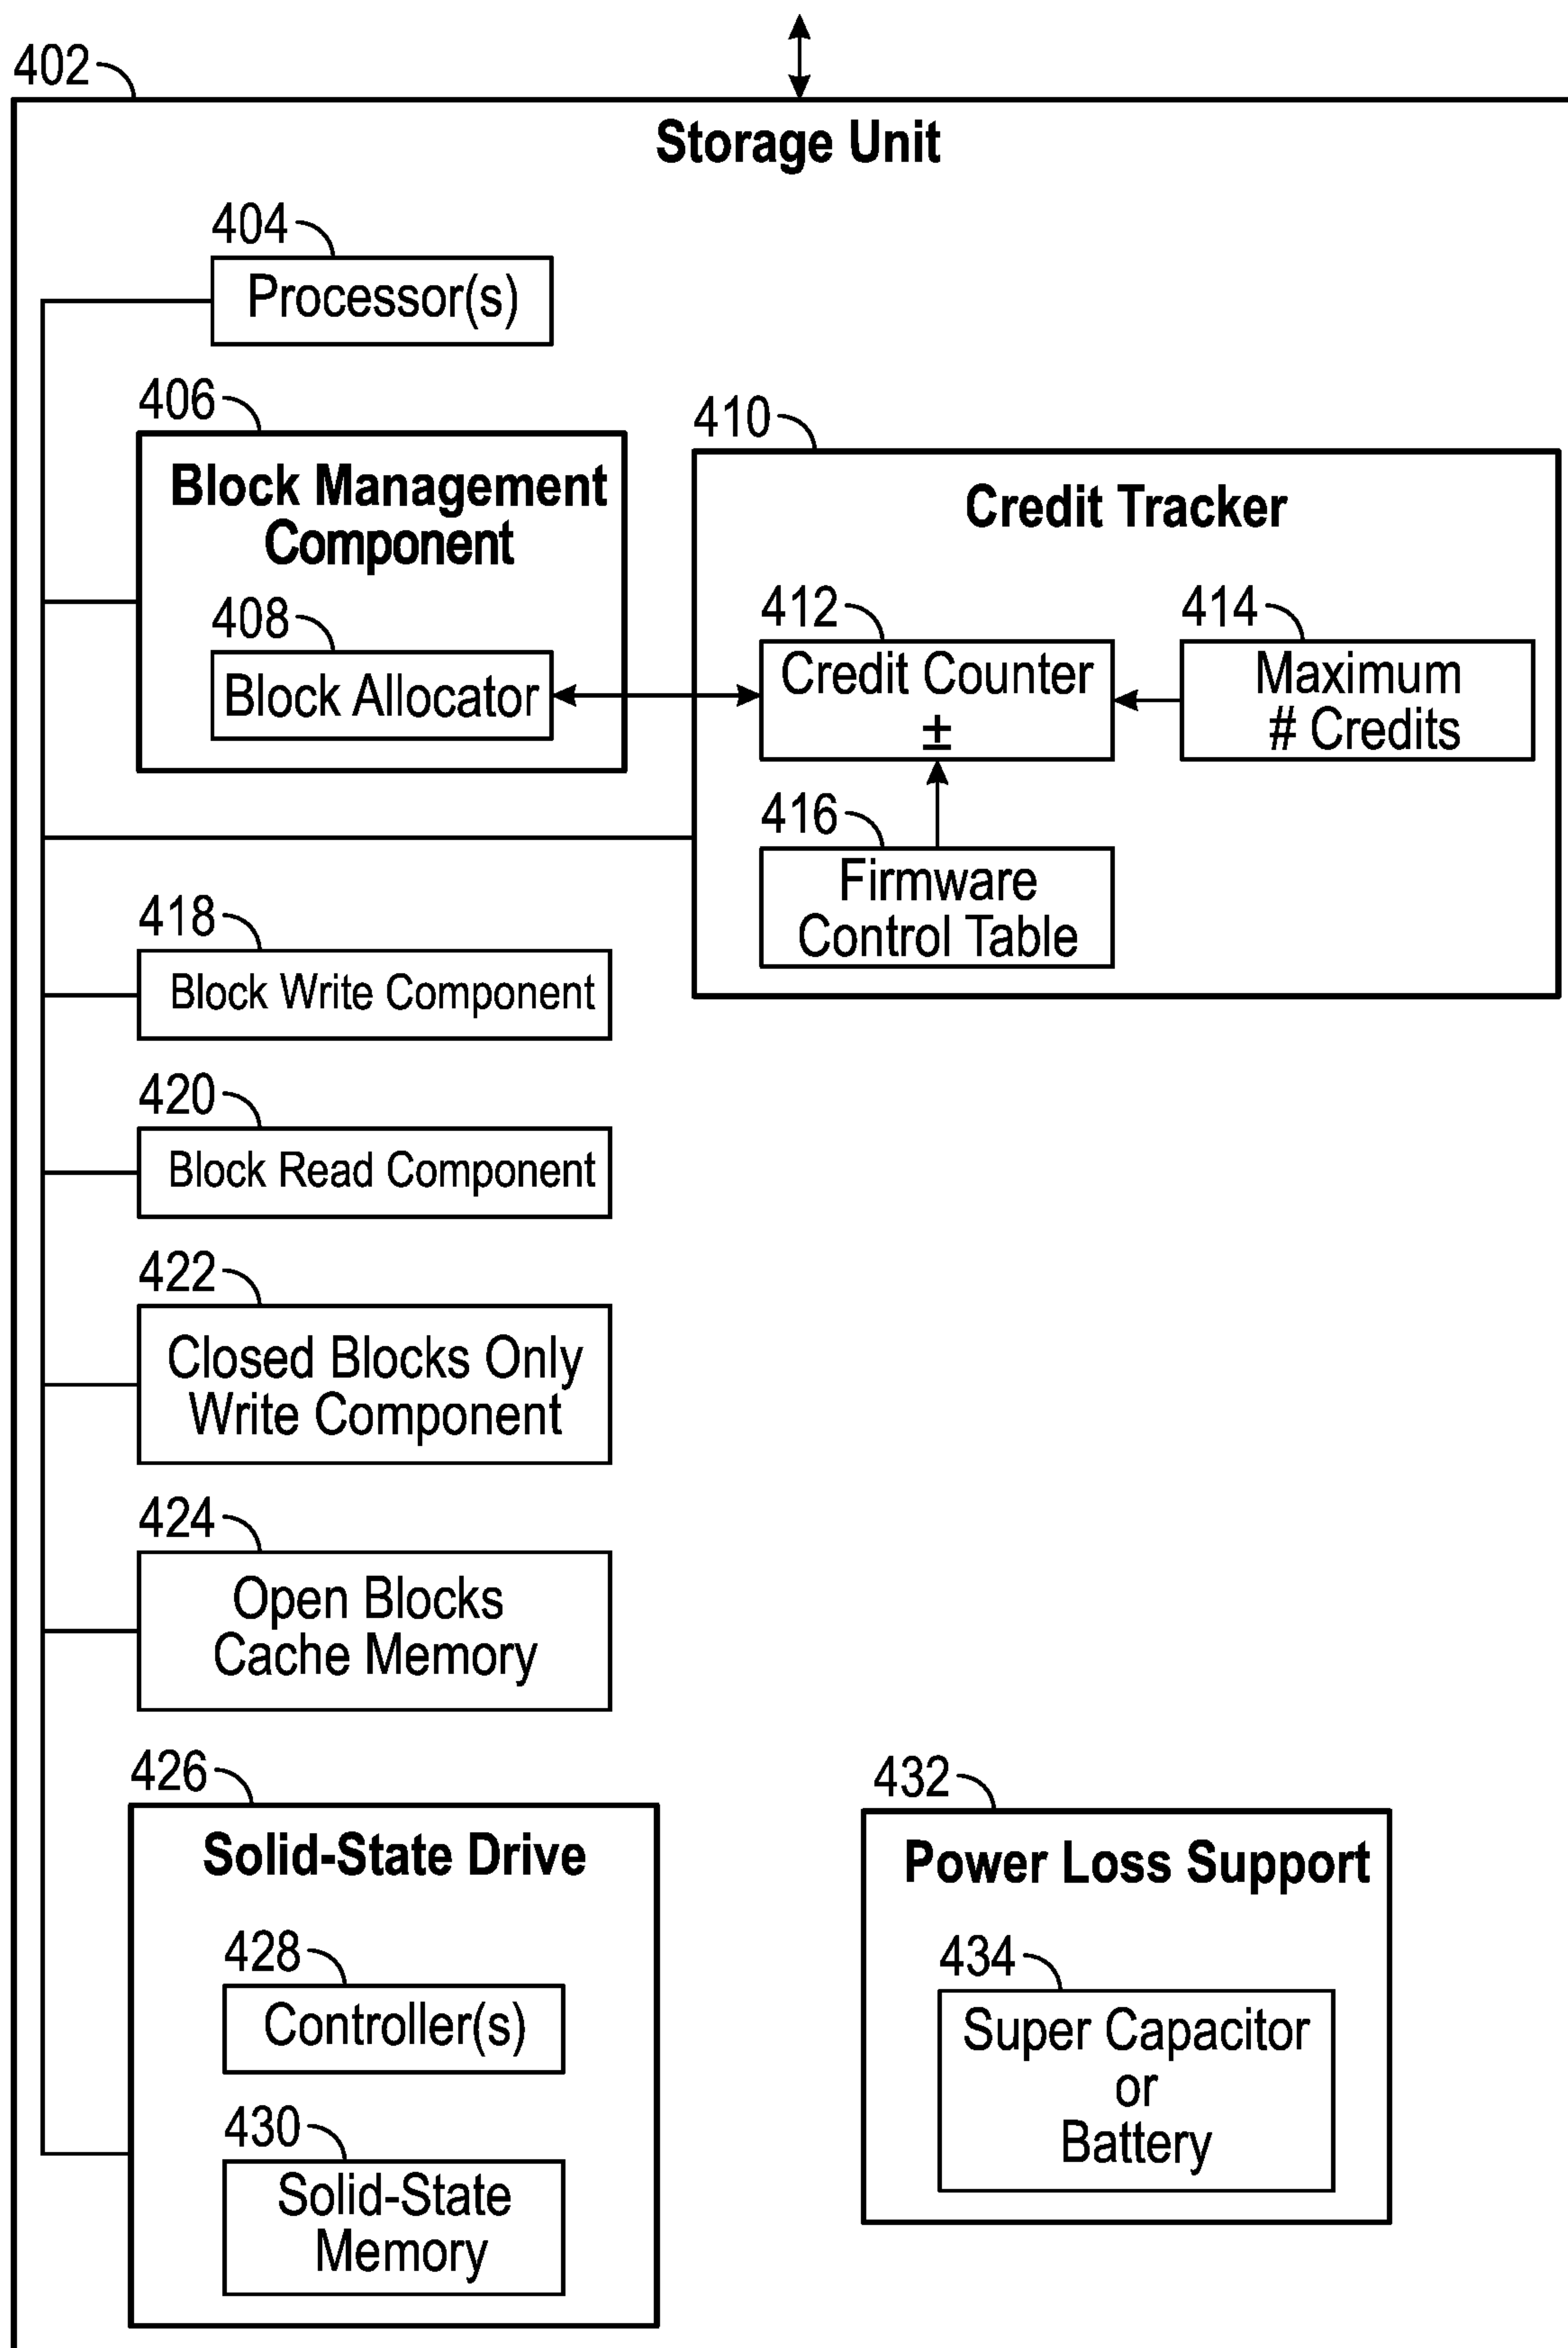 402
Storage Unit
404
Processor(s)
406
Block Management
Component
408
Block Allocator
410
Credit Tracker
412
Credit Counter
±
414
Maximum
# Credits
416
Firmware
Control Table
418
Block Write Component
420
Block Read Component
422
Closed Blocks Only
Write Component
424
Open Blocks
Cache Memory
426
Solid-State Drive
428
Controller(s)
430
Solid-State
Memory
432
Power Loss Support
434
Super Capacitor
or
Battery